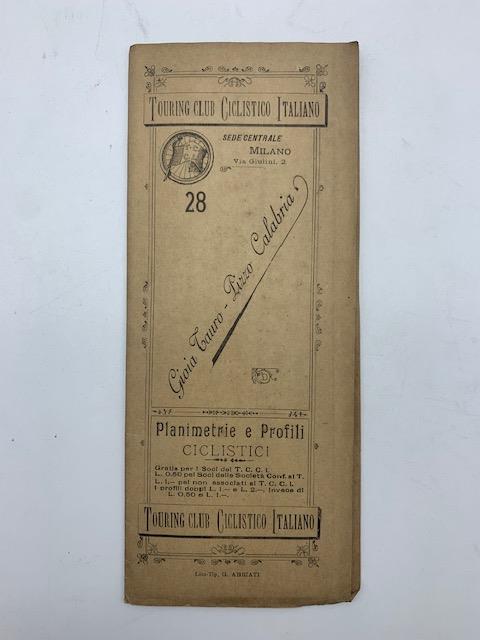 TOURING CLUB CICLISTICO ITALIANO
SEDE CENTRALE
MILANO
Via Giulini, 2
28
Gioia Tauro - Pizzo Calabria
Planimetrie e Profili
CICLISTICI
Gratis per i Soci del T. C. C. I.
L. 0.50 pei Soci delle Società Conf. al T.
L. 1.- pei non associati al T. C. C. I.
I profili doppi L. 1.- e L. 2.-, invece di
L. 0,50 e L. 1.-.
TOURING CLUB CICLISTICO ITALIANO
Lito-Tip. G. ABBIATI